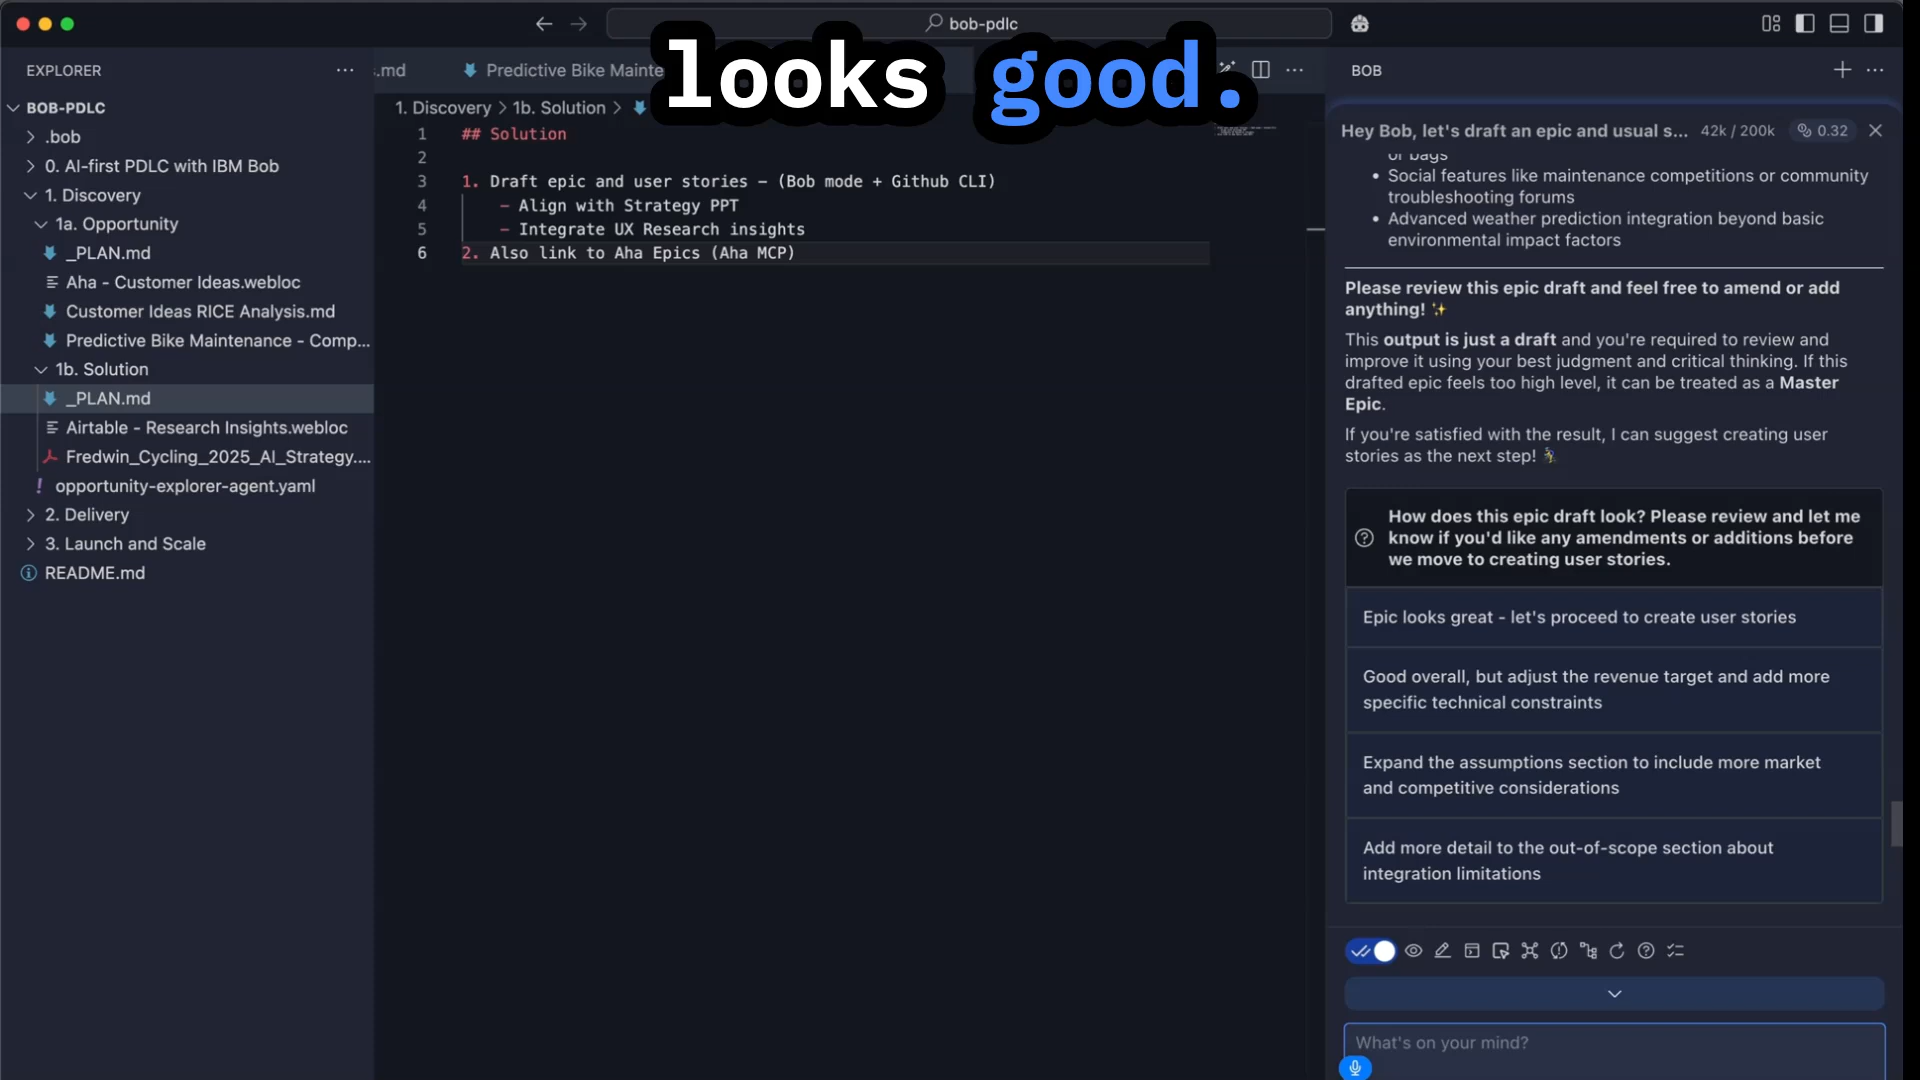 bob-pdlc
looks good.
EXPLORER
s.md
Predictive Bike Mainte
BOB
BOB-PDLC
.bob
0. AI-first PDLC with IBM Bob
1. Discovery
1a. Opportunity
_PLAN.md
Aha - Customer Ideas.webloc
Customer Ideas RICE Analysis.md
Predictive Bike Maintenance - Comp...
1b. Solution
_PLAN.md
Airtable - Research Insights.webloc
Fredwin_Cycling_2025_AI_Strategy....
opportunity-explorer-agent.yaml
2. Delivery
3. Launch and Scale
README.md
1. Discovery > 1b. Solution >
1 ## Solution
2
3 1. Draft epic and user stories – (Bob mode + Github CLI)
4 – Align with Strategy PPT
5 – Integrate UX Research insights
6 2. Also link to Aha Epics (Aha MCP)
Hey Bob, let's draft an epic and usual s... 42k / 200k 0.32
or bags
• Social features like maintenance competitions or community
troubleshooting forums
• Advanced weather prediction integration beyond basic
environmental impact factors
Please review this epic draft and feel free to amend or add
anything! ✨
This output is just a draft and you're required to review and
improve it using your best judgment and critical thinking. If this
drafted epic feels too high level, it can be treated as a Master
Epic.
If you're satisfied with the result, I can suggest creating user
stories as the next step!
How does this epic draft look? Please review and let me
know if you'd like any amendments or additions before
we move to creating user stories.
Epic looks great - let's proceed to create user stories
Good overall, but adjust the revenue target and add more
specific technical constraints
Expand the assumptions section to include more market
and competitive considerations
Add more detail to the out-of-scope section about
integration limitations
What's on your mind?